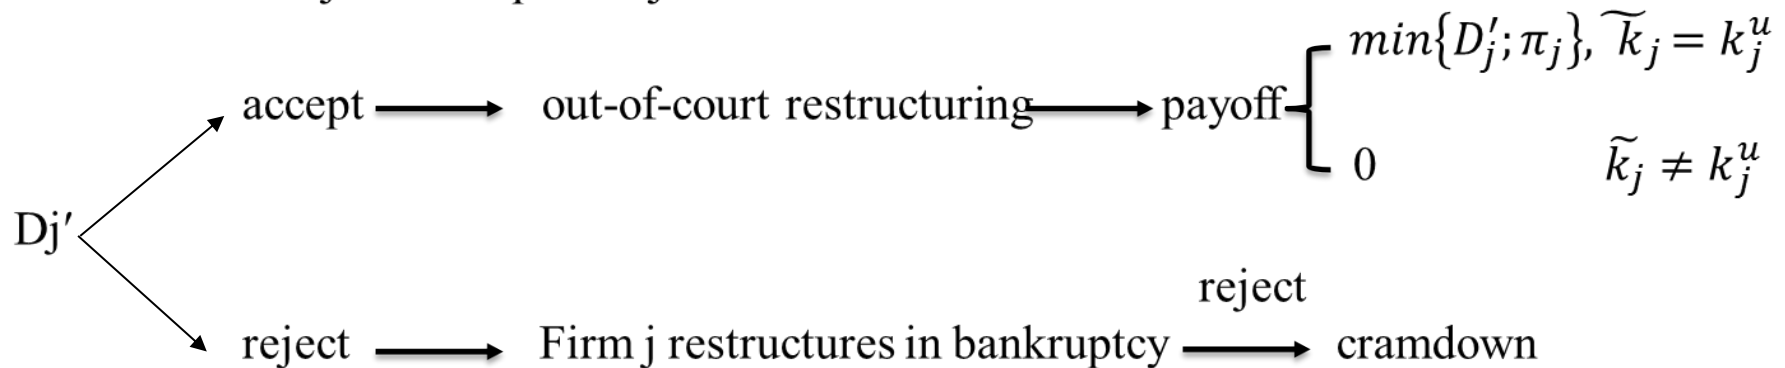 min{D′ⱼ; πⱼ}, k̃ⱼ = kⱼᵘ
accept out-of-court restructuring payoff
0 k̃ⱼ ≠ kⱼᵘ
Dj′
reject
reject Firm j restructures in bankruptcy cramdown